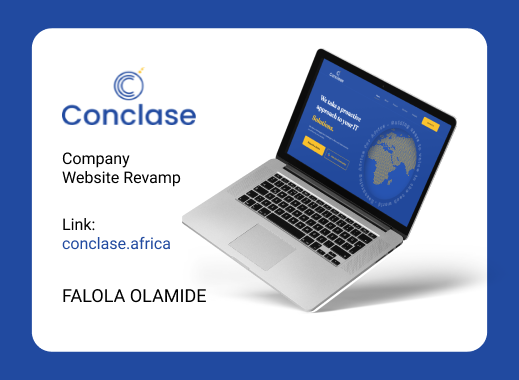 Conclase
Company
Website Revamp
Link:
conclase.africa
FALOLA OLAMIDE
We take a proactive
approach to your IT
Solutions.